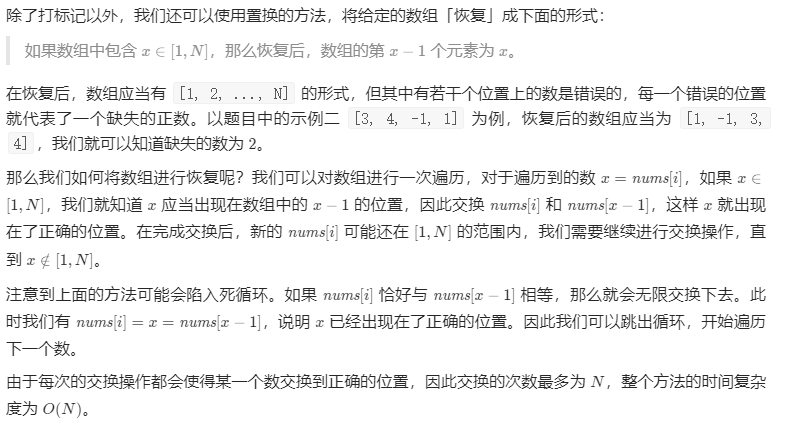 除了打标记以外，我们还可以使用置换的方法，将给定的数组「恢复」成下面的形式：
如果数组中包含 x ∈ [1, N]，那么恢复后，数组的第 x − 1 个元素为 x。
在恢复后，数组应当有 [1, 2, ..., N] 的形式，但其中有若干个位置上的数是错误的，每一个错误的位置
就代表了一个缺失的正数。以题目中的示例二 [3, 4, -1, 1] 为例，恢复后的数组应当为 [1, -1, 3,
4]，我们就可以知道缺失的数为 2。
那么我们如何将数组进行恢复呢？我们可以对数组进行一次遍历，对于遍历到的数 x = nums[i]，如果 x ∈
[1, N]，我们就知道 x 应当出现在数组中的 x − 1 的位置，因此交换 nums[i] 和 nums[x − 1]，这样 x 就出现
在了正确的位置。在完成交换后，新的 nums[i] 可能还在 [1, N] 的范围内，我们需要继续进行交换操作，直
到 x ∉ [1, N]。
注意到上面的方法可能会陷入死循环。如果 nums[i] 恰好与 nums[x − 1] 相等，那么就会无限交换下去。此
时我们有 nums[i] = x = nums[x − 1]，说明 x 已经出现在了正确的位置。因此我们可以跳出循环，开始遍历
下一个数。
由于每次的交换操作都会使得某一个数交换到正确的位置，因此交换的次数最多为 N，整个方法的时间复杂
度为 O(N)。